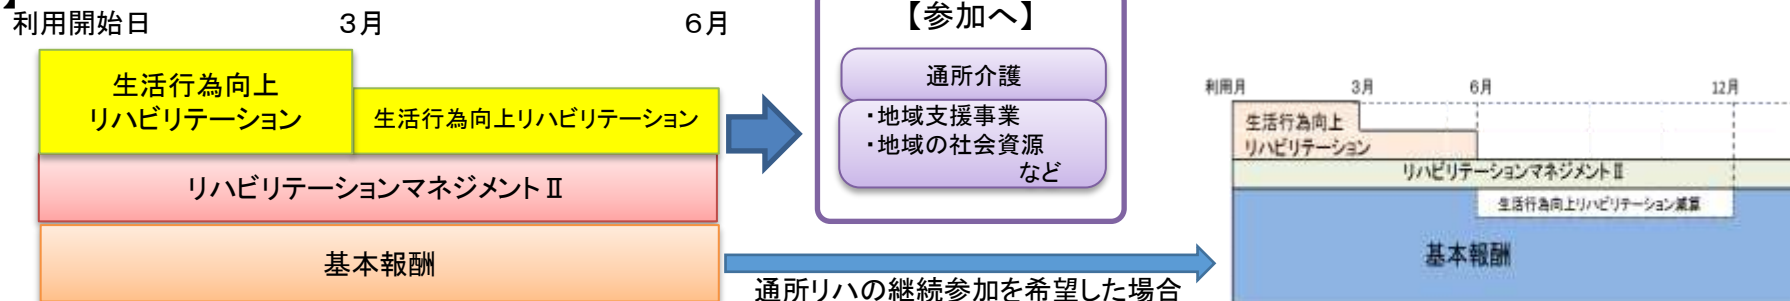 】
利用開始日
3月
6月
生活行為向上
リハビリテーション
生活行為向上リハビリテーション
リハビリテーションマネジメントⅡ
基本報酬
【参加へ】
通所介護
・地域支援事業
・地域の社会資源
など
通所リハの継続参加を希望した場合
利用月
3月
6月
12月
生活行為向上
リハビリテーション
リハビリテーションマネジメントⅡ
生活行為向上リハビリテーション減算
基本報酬